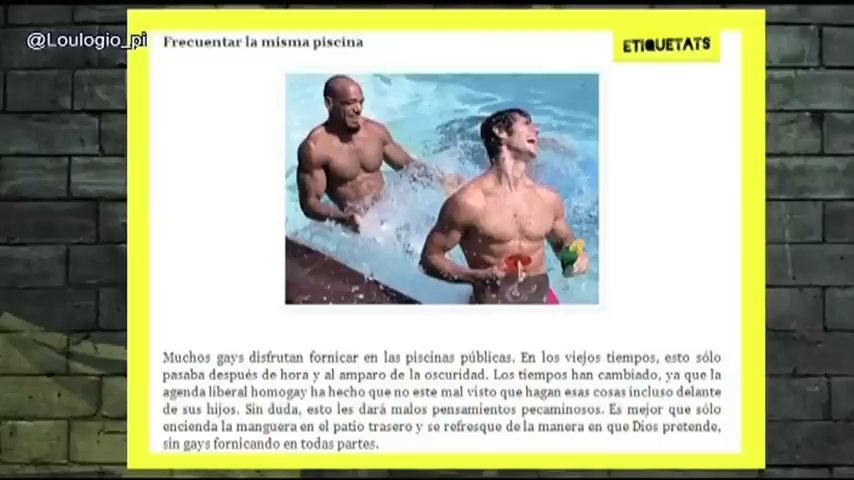 @Loulogio_pi
Frecuentar la misma piscina
ETIQUETATS
Muchos gays disfrutan fornicar en las piscinas públicas. En los viejos tiempos, esto sólo
pasaba después de hora y al amparo de la oscuridad. Los tiempos han cambiado, ya que la
agenda liberal homogay ha hecho que no este mal visto que hagan esas cosas incluso delante
de sus hijos. Sin duda, esto les dará malos pensamientos pecaminosos. Es mejor que sólo
encienda la manguera en el patio trasero y se refresque de la manera en que Dios pretende,
sin gays fornicando en todas partes.